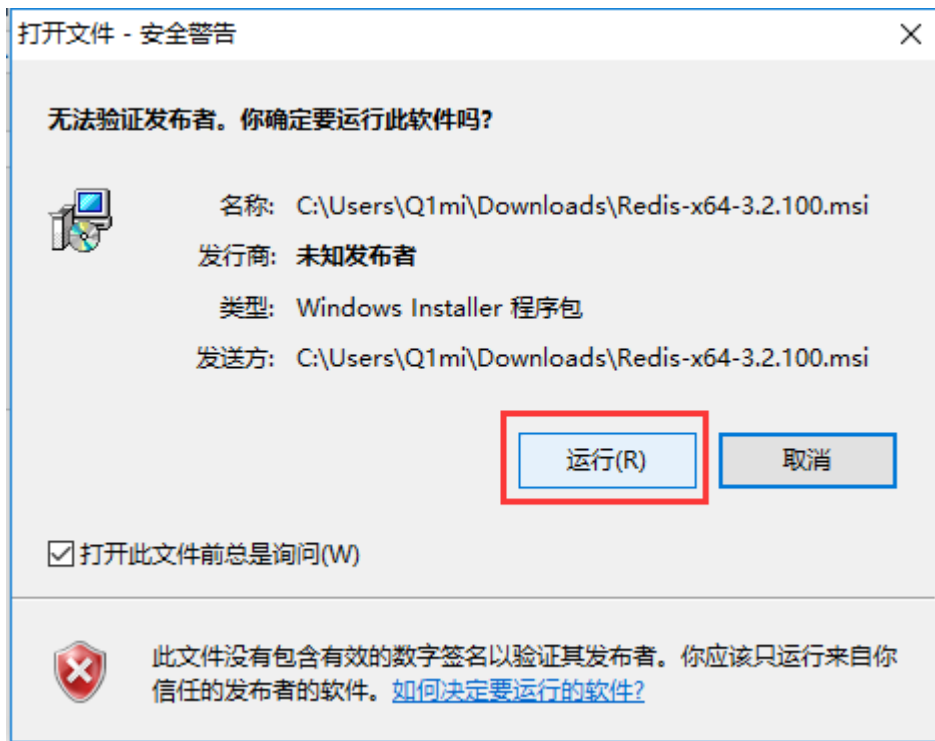 打开文件 - 安全警告
无法验证发布者。你确定要运行此软件吗?
名称: C:\Users\Q1mi\Downloads\Redis-x64-3.2.100.msi
发行商: 未知发布者
类型: Windows Installer 程序包
发送方: C:\Users\Q1mi\Downloads\Redis-x64-3.2.100.msi
运行(R) 取消
打开此文件前总是询问(W)
此文件没有包含有效的数字签名以验证其发布者。你应该只运行来自你
信任的发布者的软件。如何决定要运行的软件?